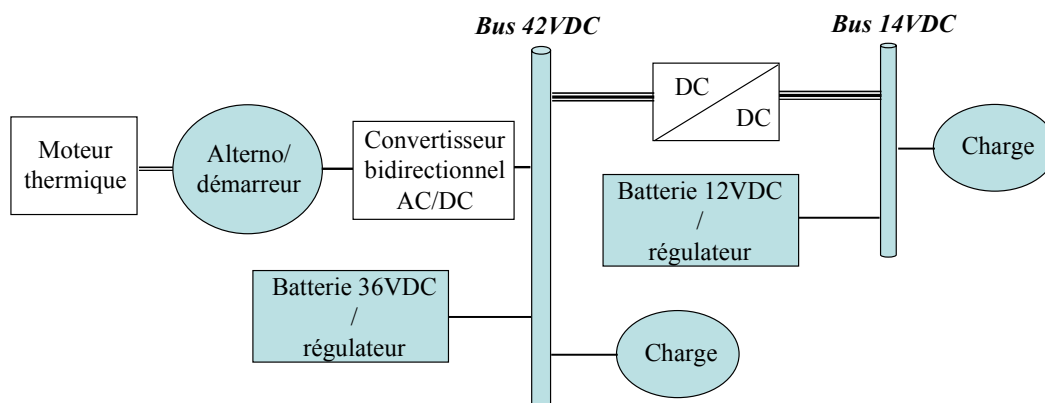 Bus 42VDC
Bus 14VDC
Moteur
thermique
Alterno/
démarreur
Convertisseur
bidirectionnel
AC/DC
DC
DC
Charge
Batterie 12VDC
/
régulateur
Batterie 36VDC
/
régulateur
Charge